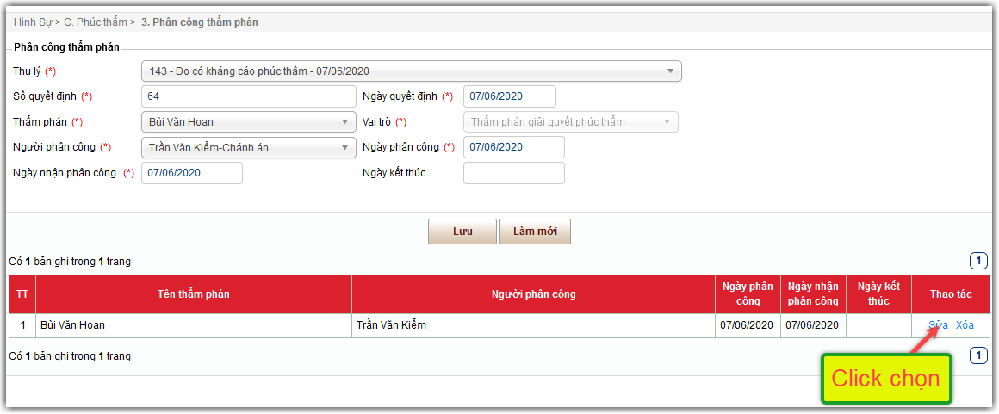 Hình Sự > C. Phúc thẩm > 3. Phân công thẩm phán
Phân công thẩm phán
Thụ lý (*) 143 - Do có kháng cáo phúc thẩm - 07/06/2020
Số quyết định (*) 64 Ngày quyết định (*) 07/06/2020
Thẩm phán (*) Bùi Văn Hoan Vai trò (*) Thẩm phán giải quyết phúc thẩm
Người phân công (*) Trần Văn Kiểm-Chánh án Ngày phân công (*) 07/06/2020
Ngày nhận phân công (*) 07/06/2020 Ngày kết thúc
Lưu Làm mới
Có 1 bản ghi trong 1 trang 1
TT Tên thẩm phán Người phân công Ngày phân công Ngày nhận phân công Ngày kết thúc Thao tác
1 Bùi Văn Hoan Trần Văn Kiểm 07/06/2020 07/06/2020 Sửa Xóa
Có 1 bản ghi trong 1 trang 1
Click chọn